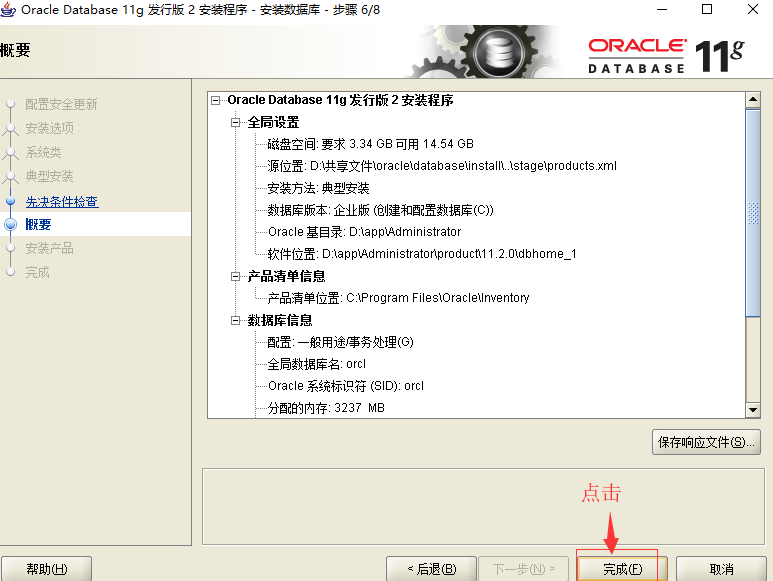 Oracle Database 11g 发行版 2 安装程序 - 安装数据库 - 步骤 6/8
概要
ORACLE®
DATABASE 11g
配置安全更新
安装选项
系统类
典型安装
先决条件检查
概要
安装产品
完成
Oracle Database 11g 发行版 2 安装程序
全局设置
磁盘空间: 要求 3.34 GB 可用 14.54 GB
源位置: D:\共享文件\oracle\database\install\..\stage\products.xml
安装方法: 典型安装
数据库版本: 企业版 (创建和配置数据库(C))
Oracle 基目录: D:\app\Administrator
软件位置: D:\app\Administrator\product\11.2.0\dbhome_1
产品清单信息
产品清单位置: C:\Program Files\Oracle\Inventory
数据库信息
配置: 一般用途/事务处理(G)
全局数据库名: orcl
Oracle 系统标识符 (SID): orcl
分配的内存: 3237 MB
保存响应文件(S)...
点击
帮助(H)
< 后退(B)
下一步(N) >
完成(F)
取消